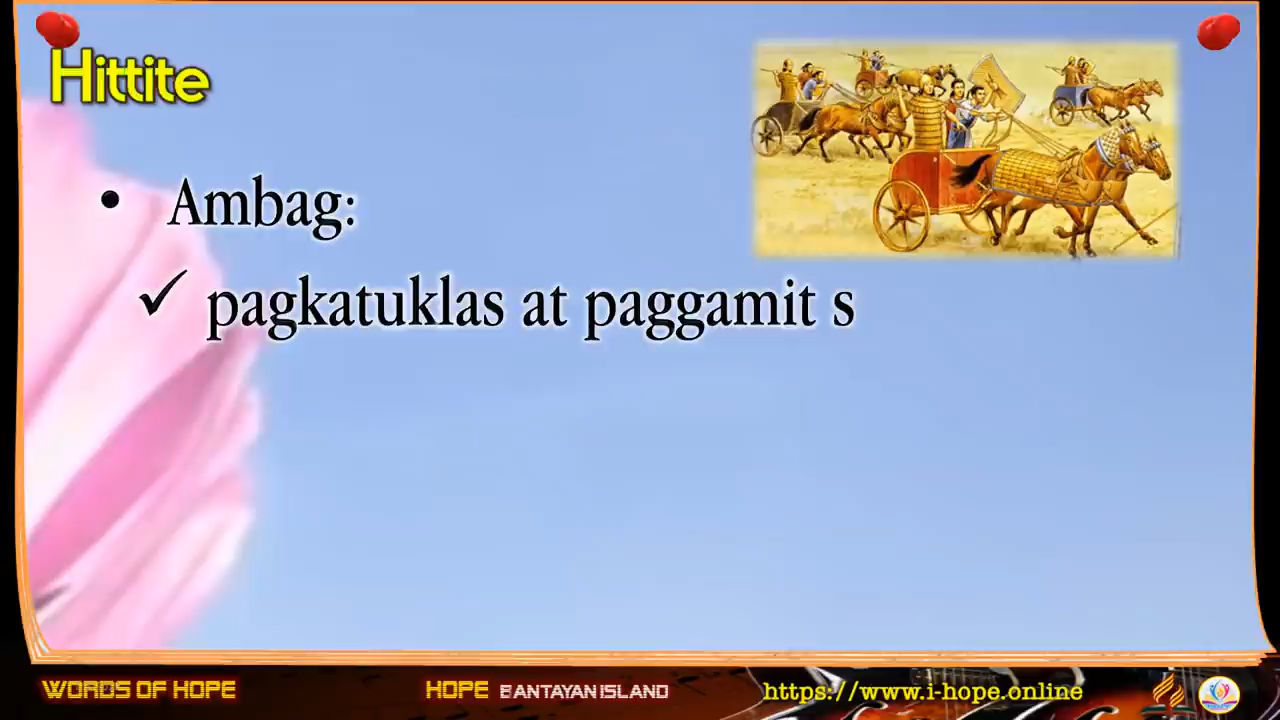 Hittite
• Ambag:
✓ pagkatuklas at paggamit s
WORDS OF HOPE
HOPE BANTAYAN ISLAND
https://www.i-hope.online